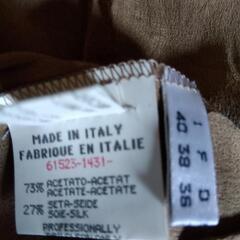 MADE IN ITALY
FABRIQUE EN ITALIE
61523-1431-
73% ACETATO-ACETAT
ACETATE-ACETATE
27% SETA-SEIDE
SOIE-SILK
PROFESSIONALLY
I F D
40 38 36